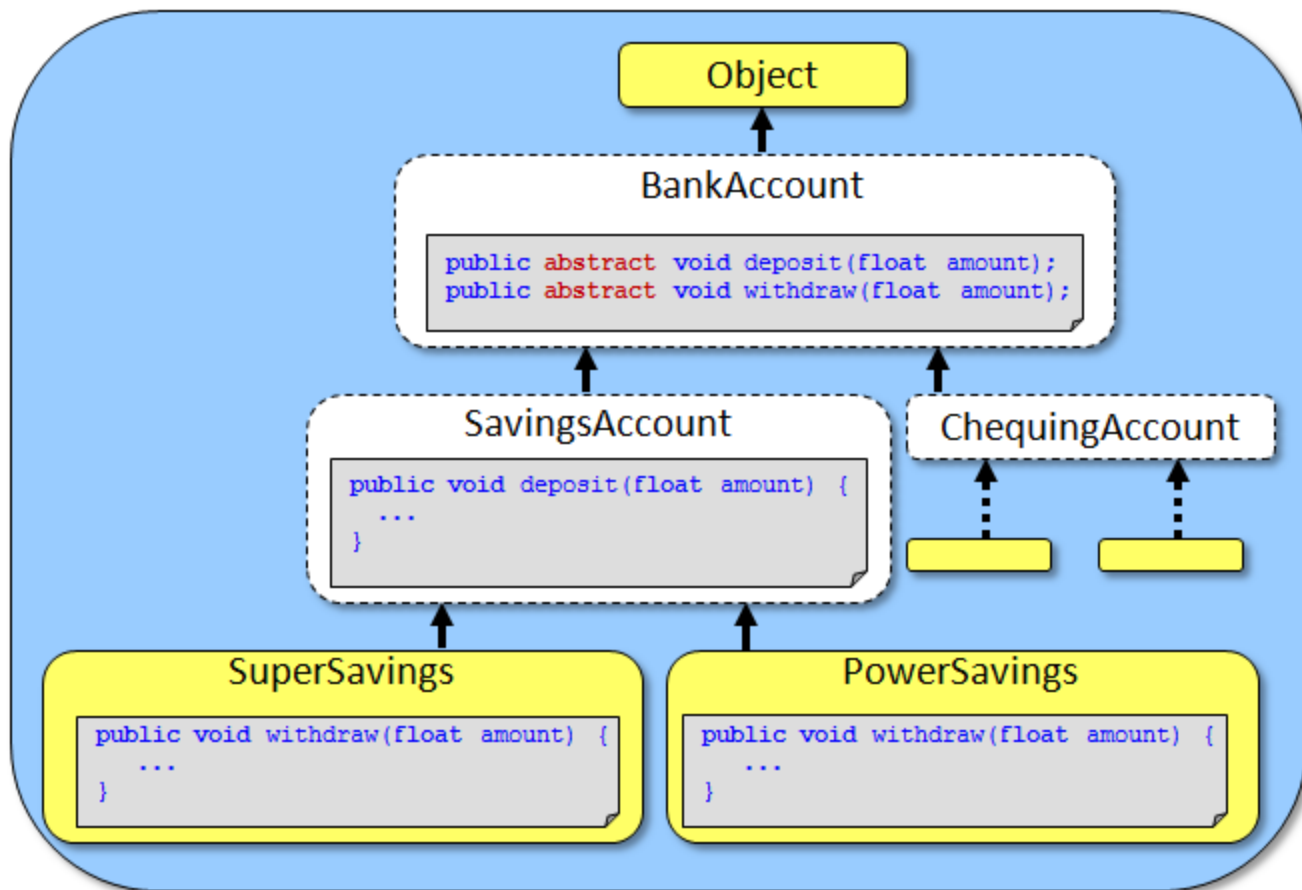 Object
BankAccount
public abstract void deposit(float amount);
public abstract void withdraw(float amount);
SavingsAccount
public void deposit(float amount) {
...
}
ChequingAccount
SuperSavings
public void withdraw(float amount) {
...
}
PowerSavings
public void withdraw(float amount) {
...
}